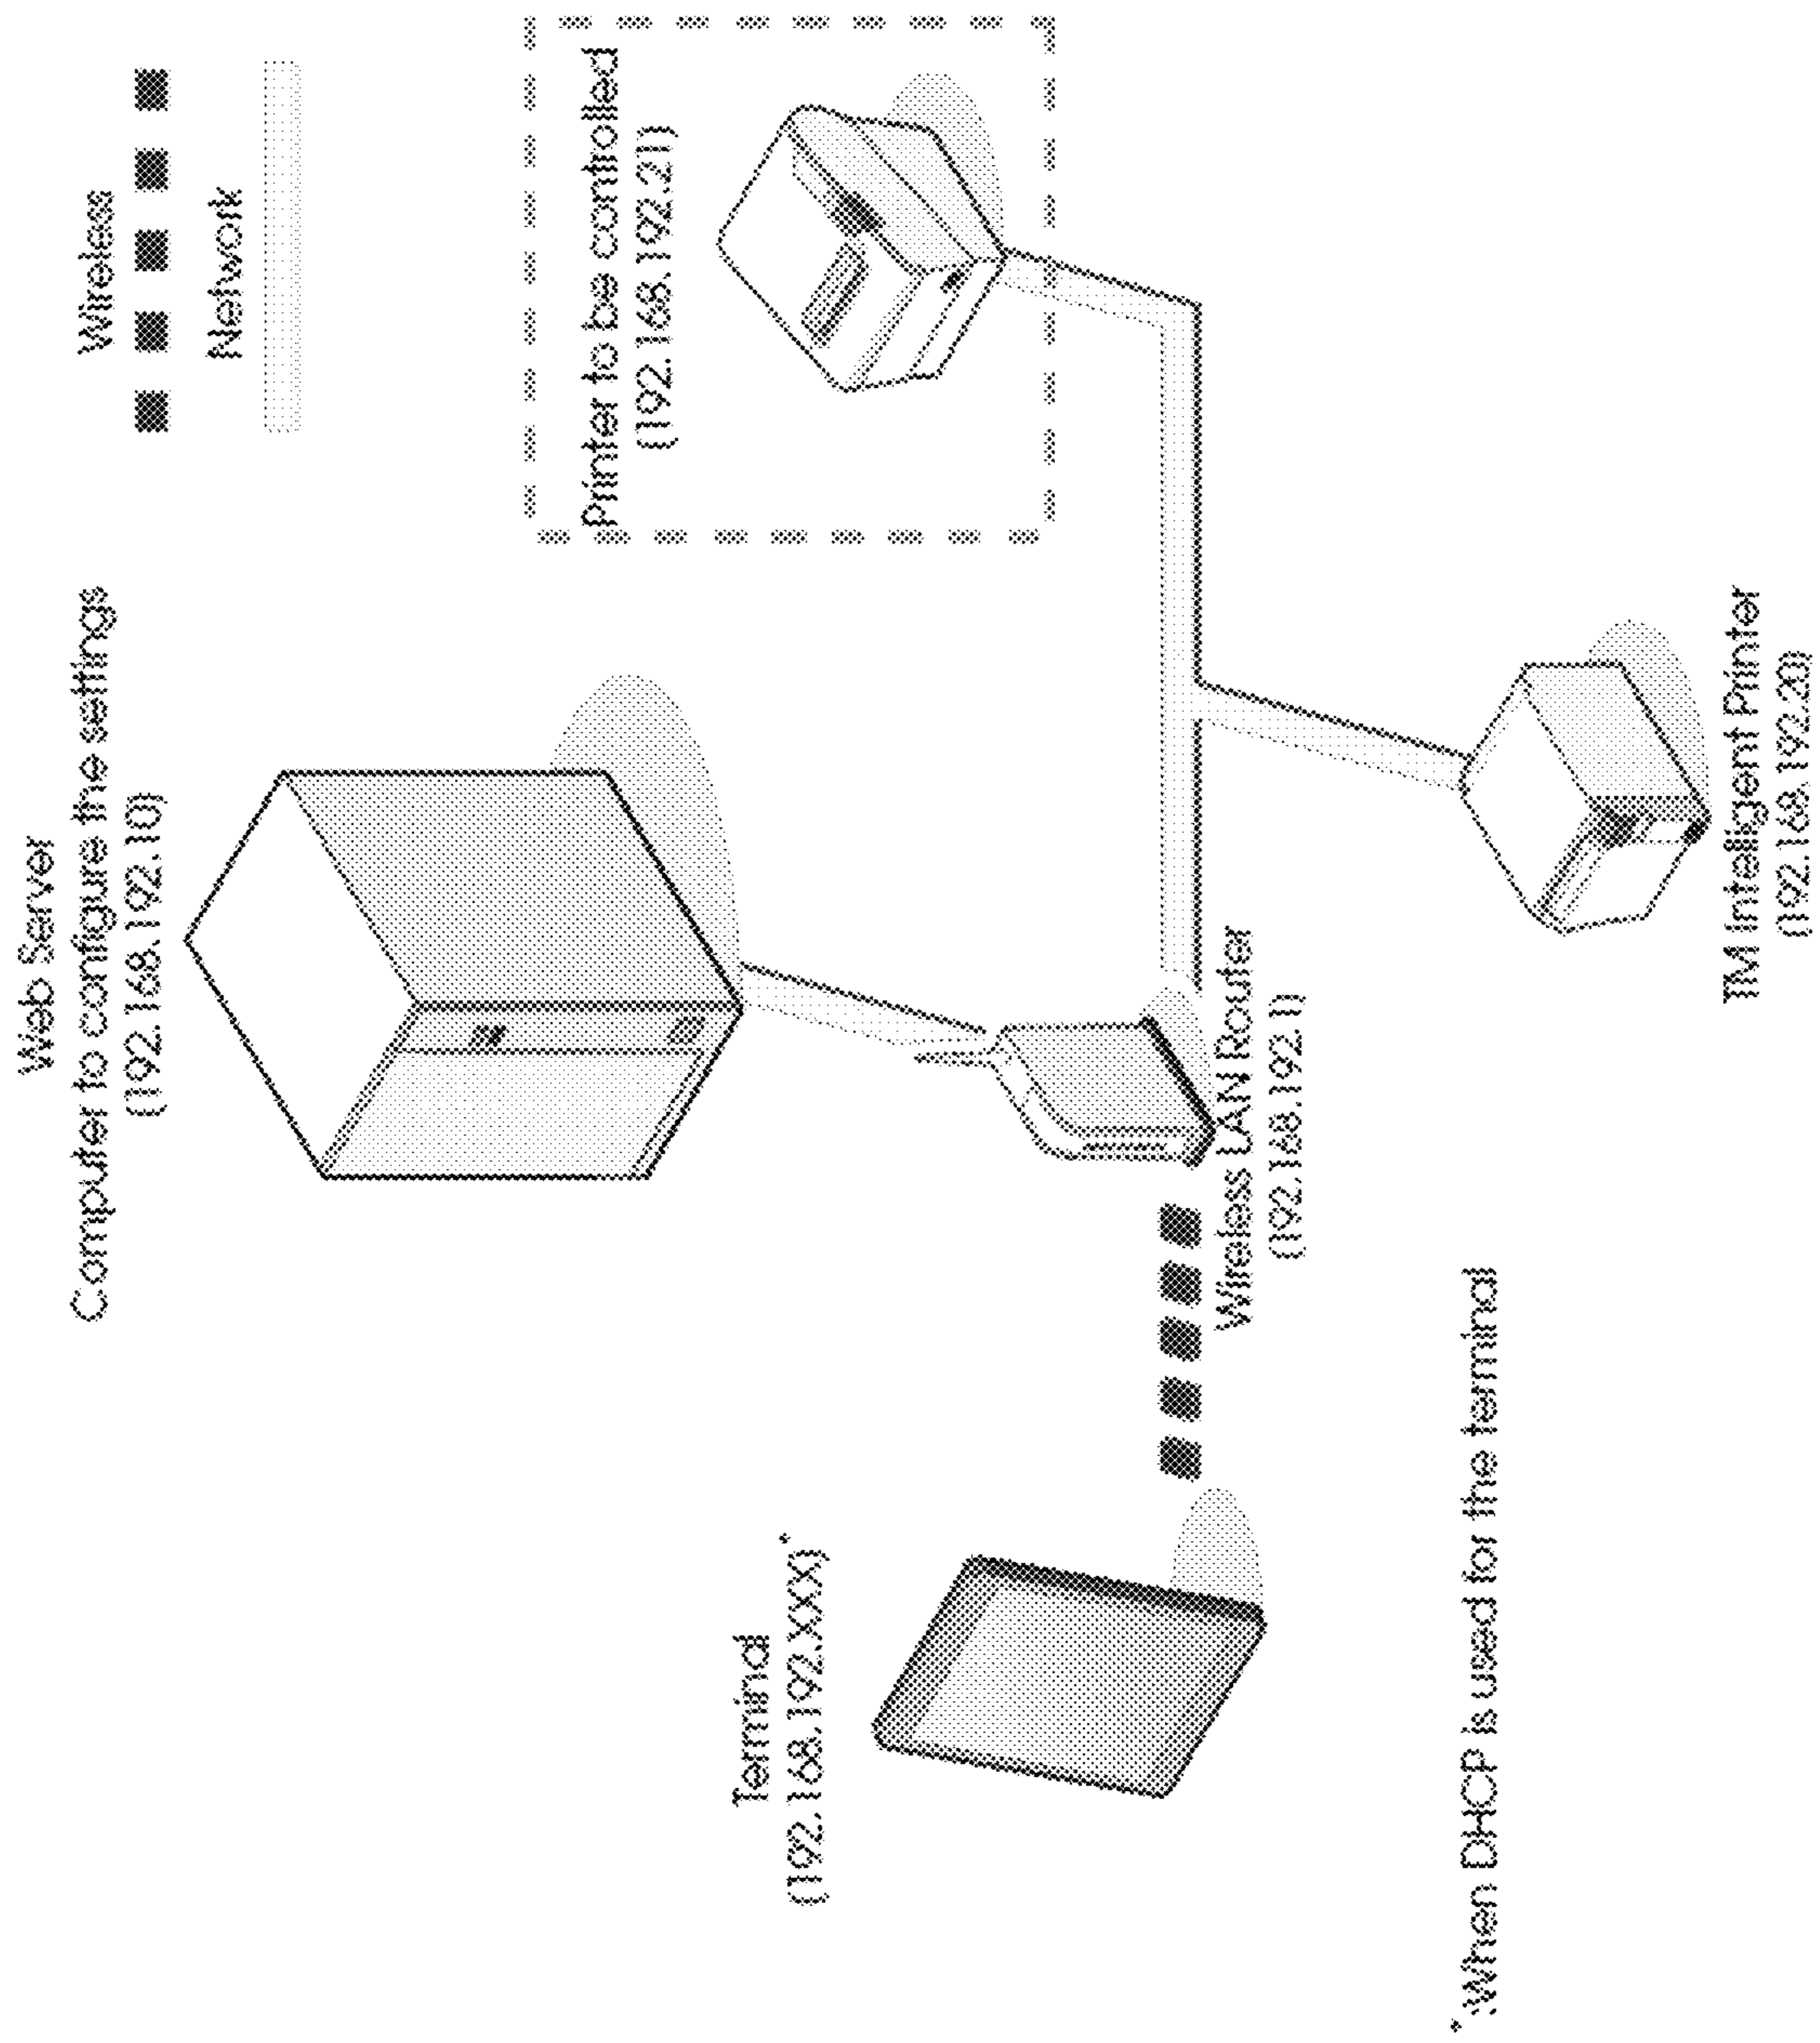 Web Server
Computer to configure the settings
(192.168.192.10)
Wireless
Network
Printer to be controlled
(192.168.192.21)
Terminal
(192.168.192.XXX)*
Wireless LAN Router
(192.168.192.1)
TM Intelligent Printer
(192.168.192.20)
*When DHCP is used for the terminal